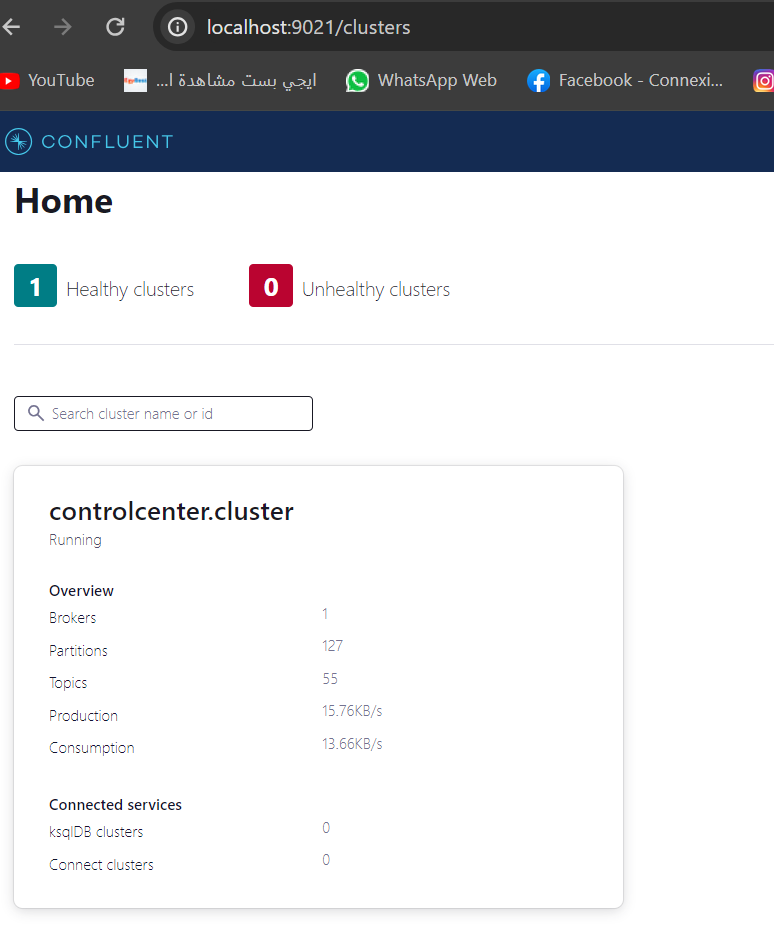 localhost:9021/clusters
YouTube
ايجي بست مشاهدة ا...
WhatsApp Web
Facebook - Connexi...
CONFLUENT
Home
1 Healthy clusters
0 Unhealthy clusters
Search cluster name or id
controlcenter.cluster
Running
Overview
Brokers 1
Partitions 127
Topics 55
Production 15.76KB/s
Consumption 13.66KB/s
Connected services
ksqlDB clusters 0
Connect clusters 0